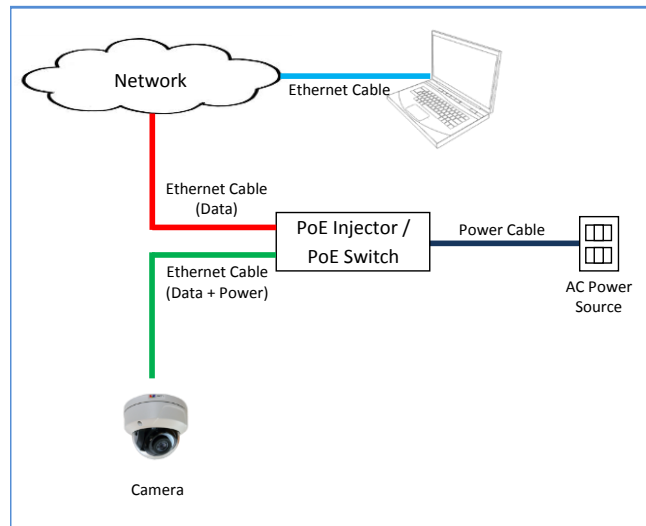 Network
Ethernet Cable
Ethernet Cable
(Data)
PoE Injector /
PoE Switch
Power Cable
Ethernet Cable
(Data + Power)
AC Power
Source
Camera